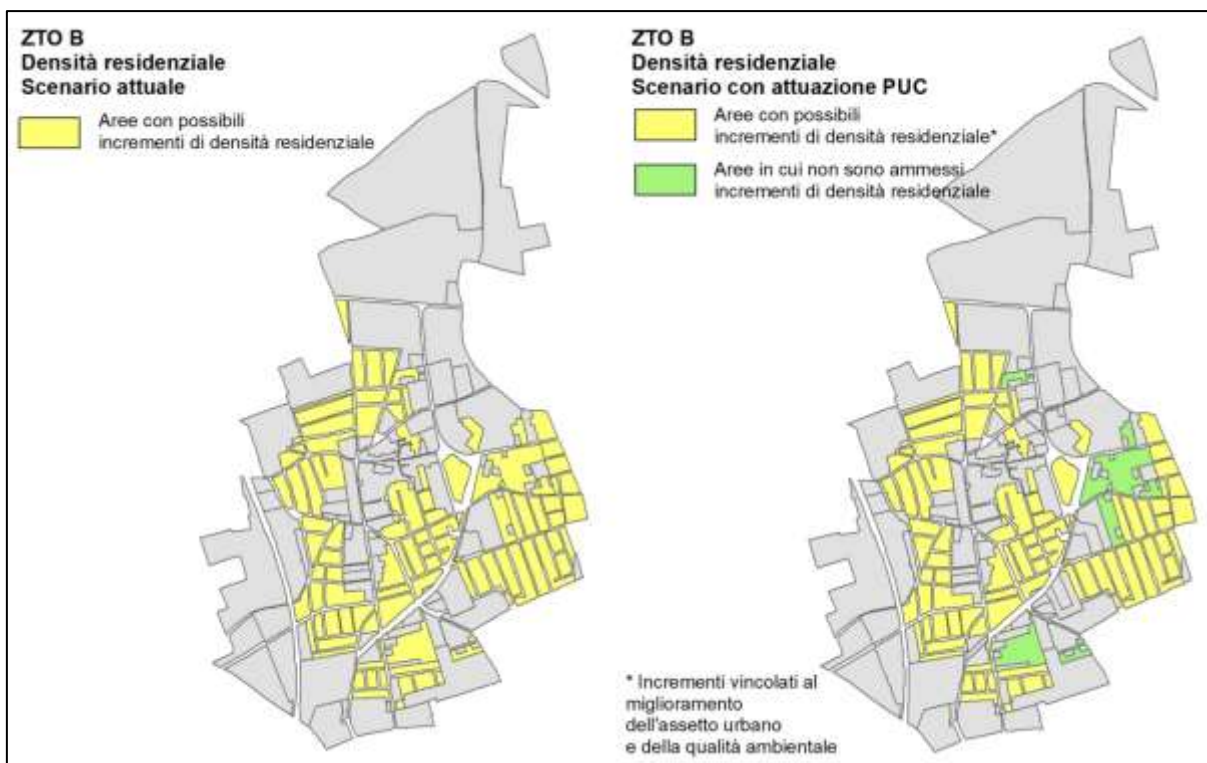 ZTO B
Densità residenziale
Scenario attuale
Aree con possibili
incrementi di densità residenziale
ZTO B
Densità residenziale
Scenario con attuazione PUC
Aree con possibili
incrementi di densità residenziale*
Aree in cui non sono ammessi
incrementi di densità residenziale
* Incrementi vincolati al
miglioramento
dell'assetto urbano
e della qualità ambientale